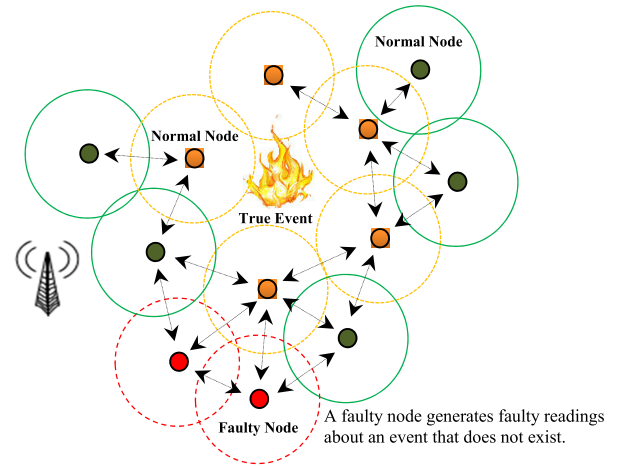 Normal Node
Normal Node
True Event
Faulty Node
A faulty node generates faulty readings
about an event that does not exist.